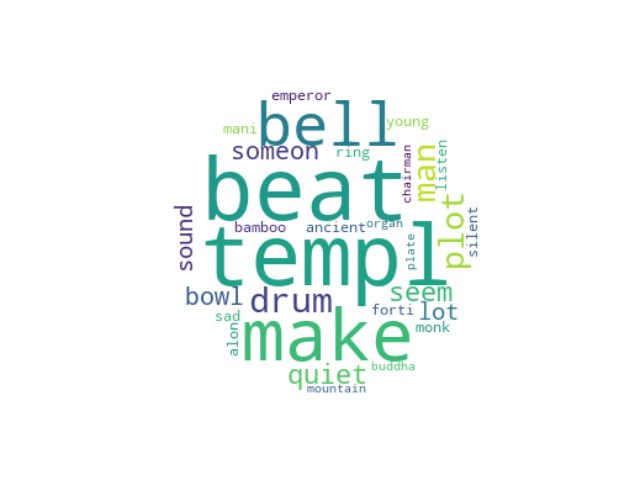 emperor
bell
mani
young
someon
ring
beat
chairman
man
listen
sound
bamboo
ancient
organ
templ
plate
plot
silent
bowl
drum
seem
forti
lot
sad
make
monk
alon
quiet
buddha
mountain